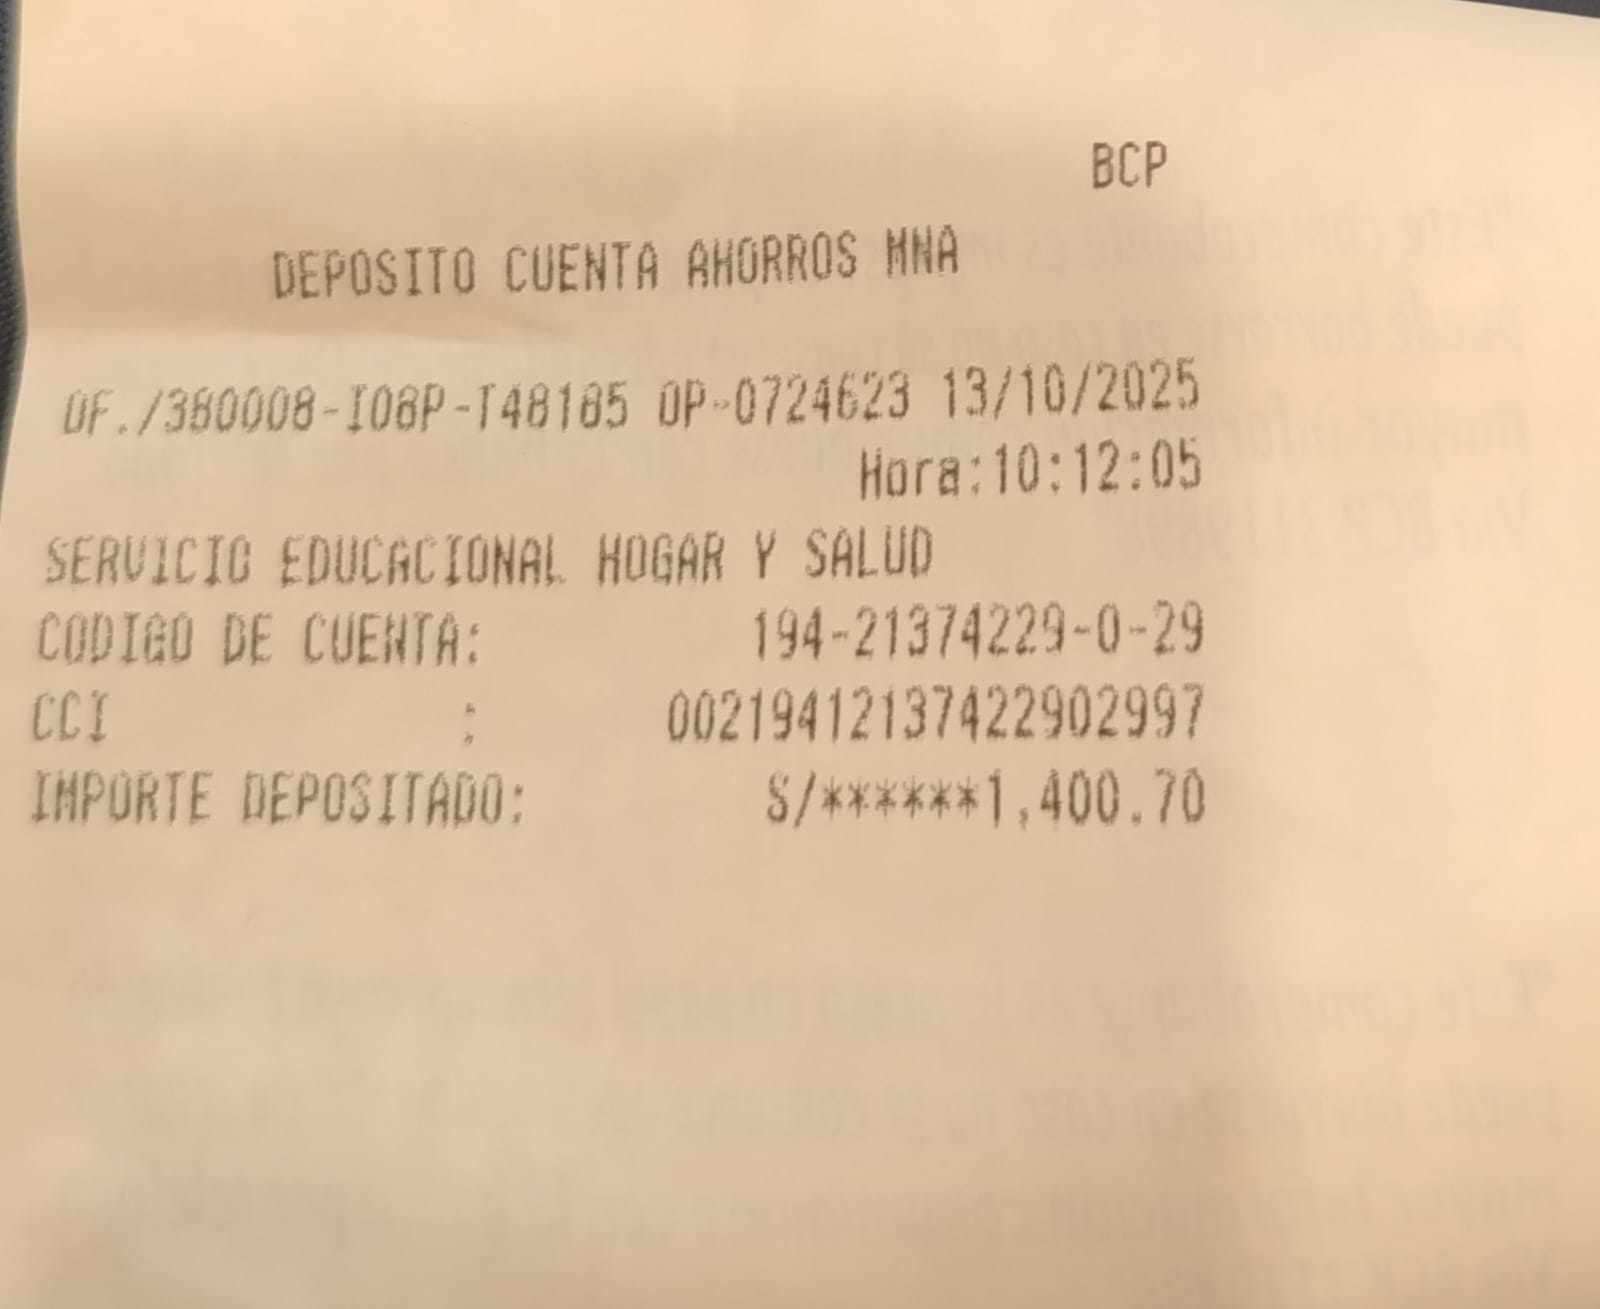 BCP
DEPOSITO CUENTA AHORROS MNA
OF./380008-I08P-T48185 OP-0724623 13/10/2025
Hora:10:12:05
SERVICIO EDUCACIONAL HOGAR Y SALUD
CODIGO DE CUENTA: 194-21374229-0-29
CCI : 00219412137422902997
IMPORTE DEPOSITADO: S/******1,400.70